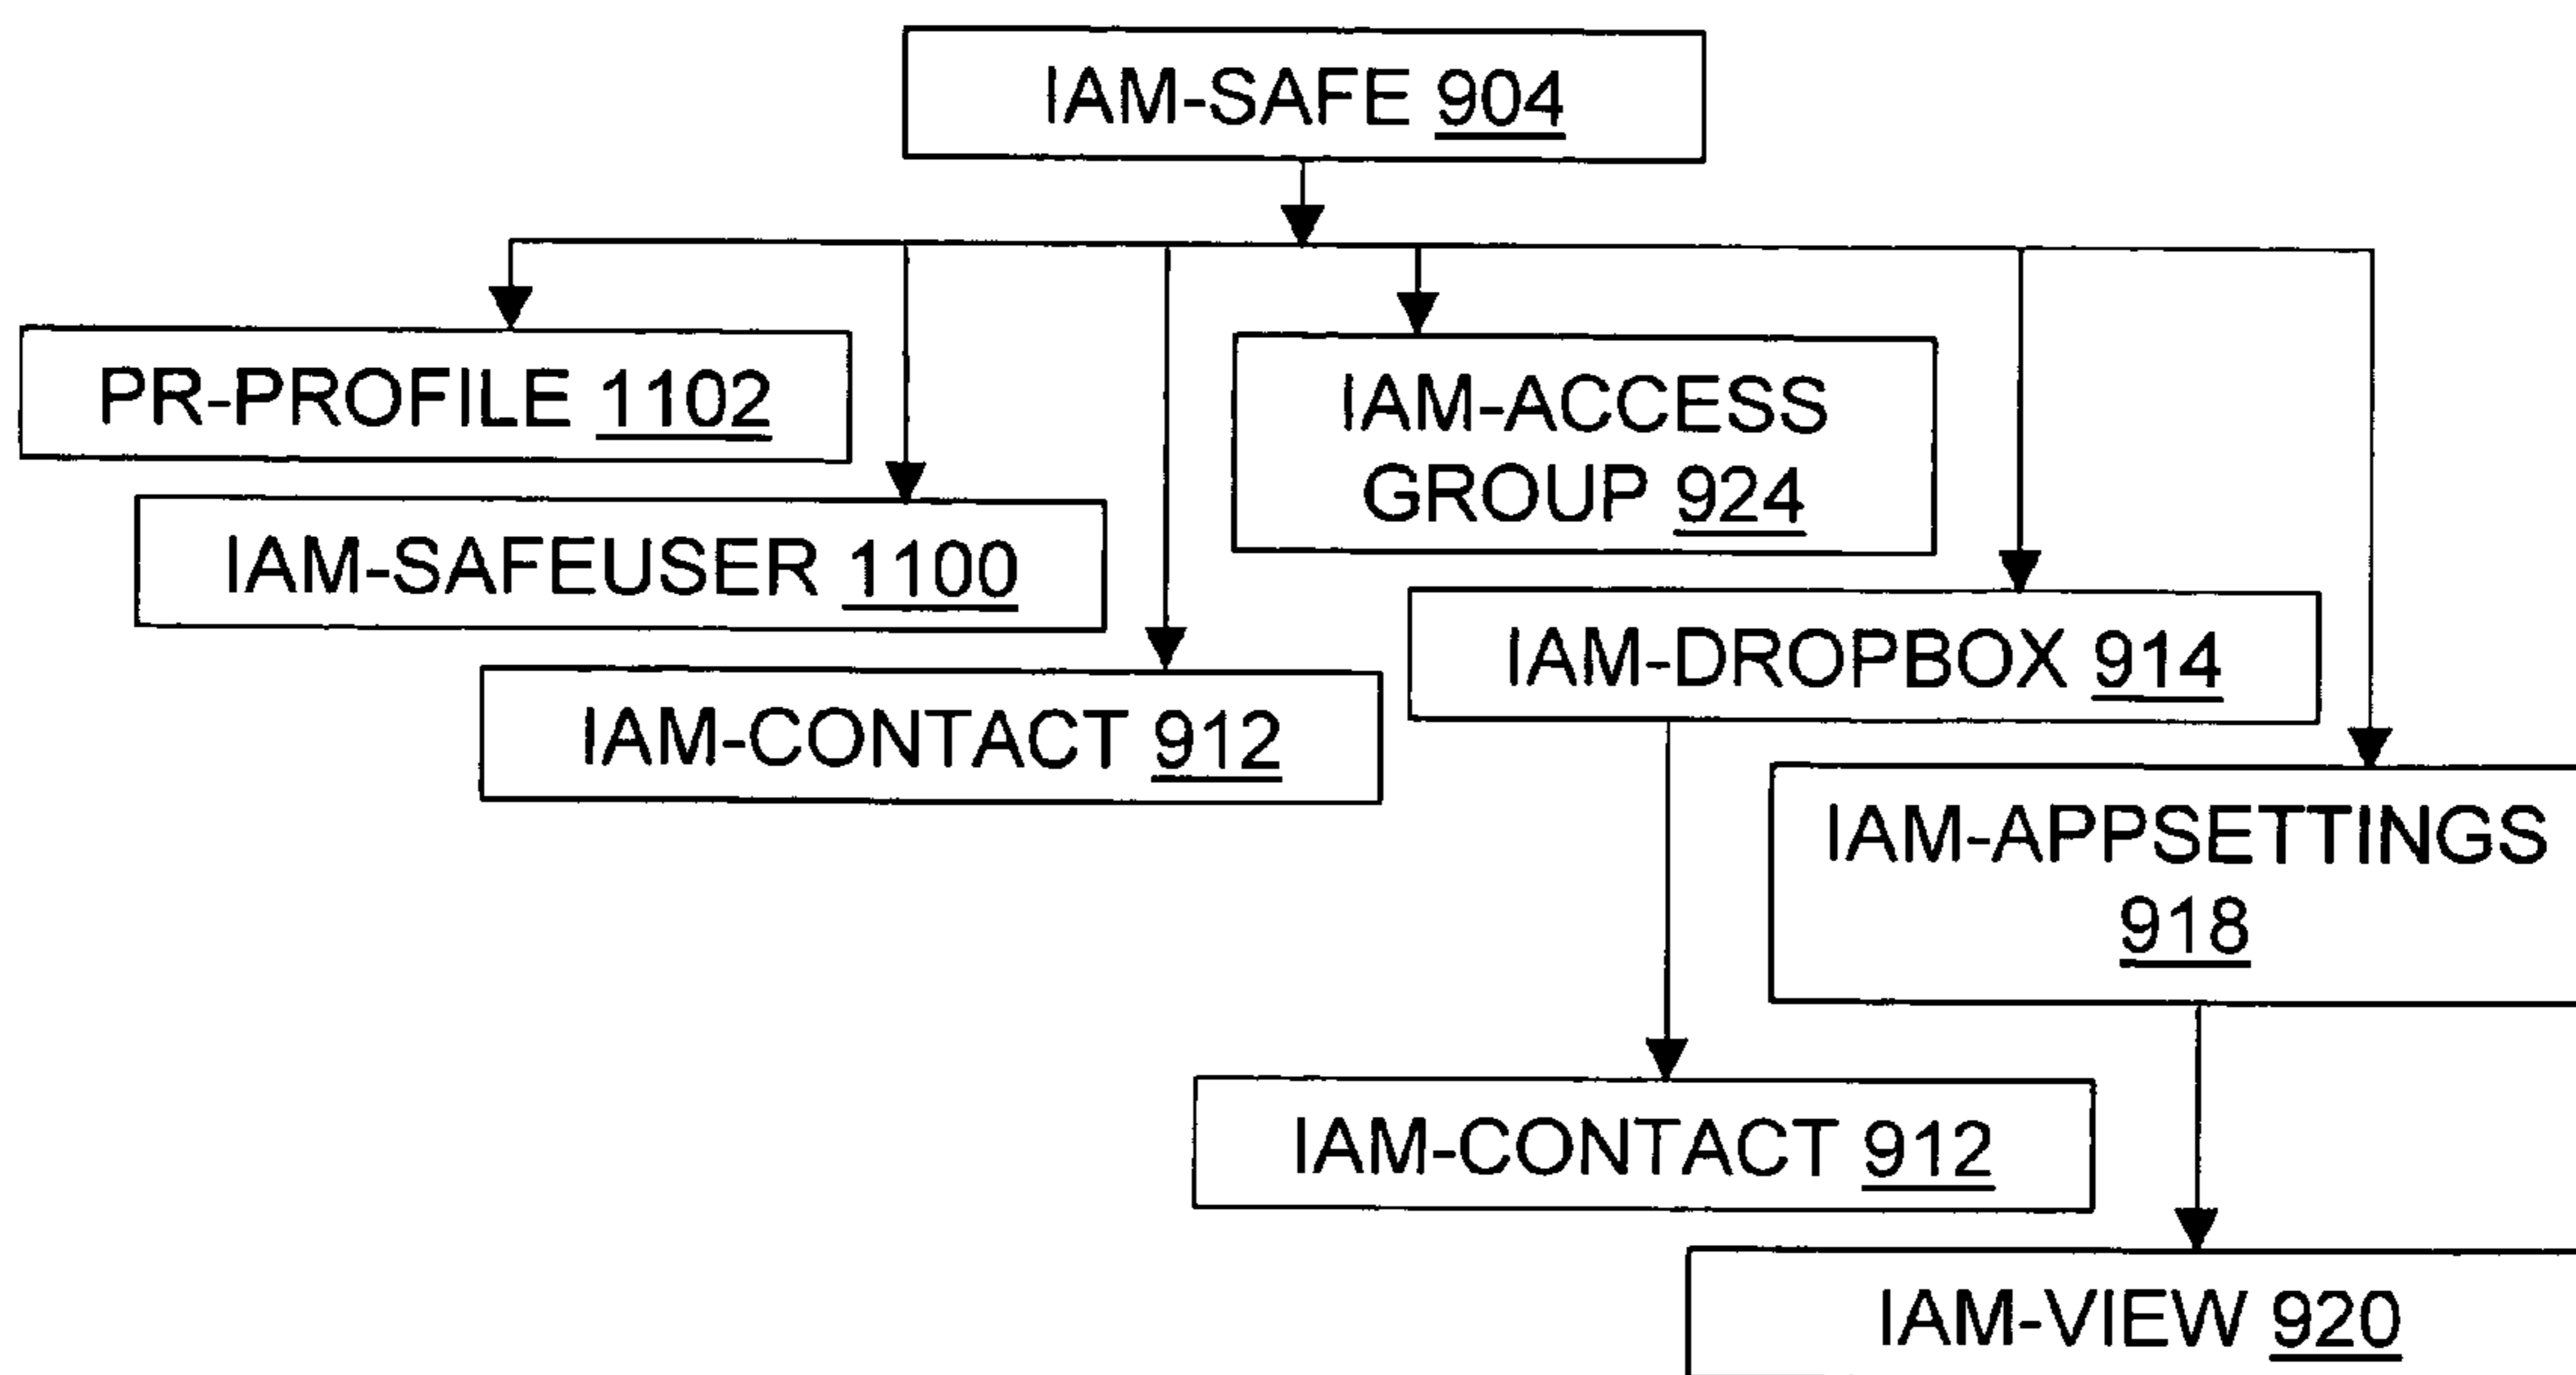 IAM-SAFE 904
PR-PROFILE 1102
IAM-ACCESS
GROUP 924
IAM-SAFEUSER 1100
IAM-DROPBOX 914
IAM-CONTACT 912
IAM-APPSETTINGS
918
IAM-CONTACT 912
IAM-VIEW 920